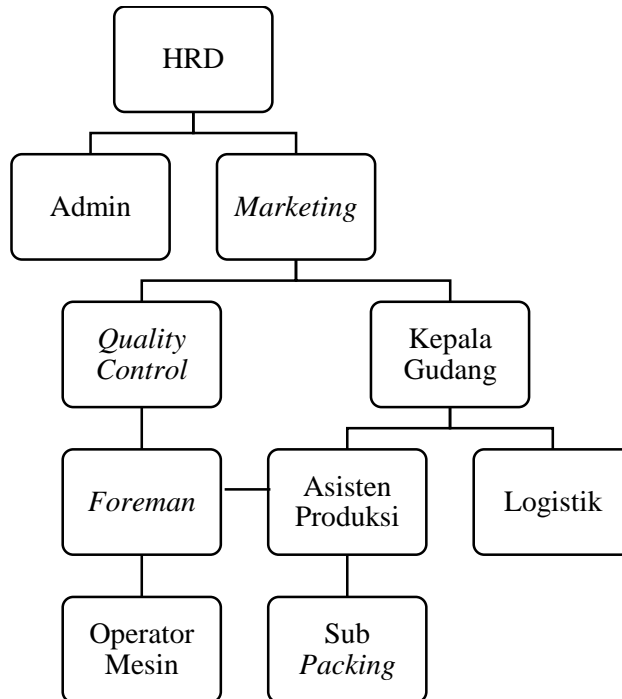 HRD
Admin
Marketing
Quality
Control
Kepala
Gudang
Foreman
Asisten
Produksi
Logistik
Operator
Mesin
Sub
Packing